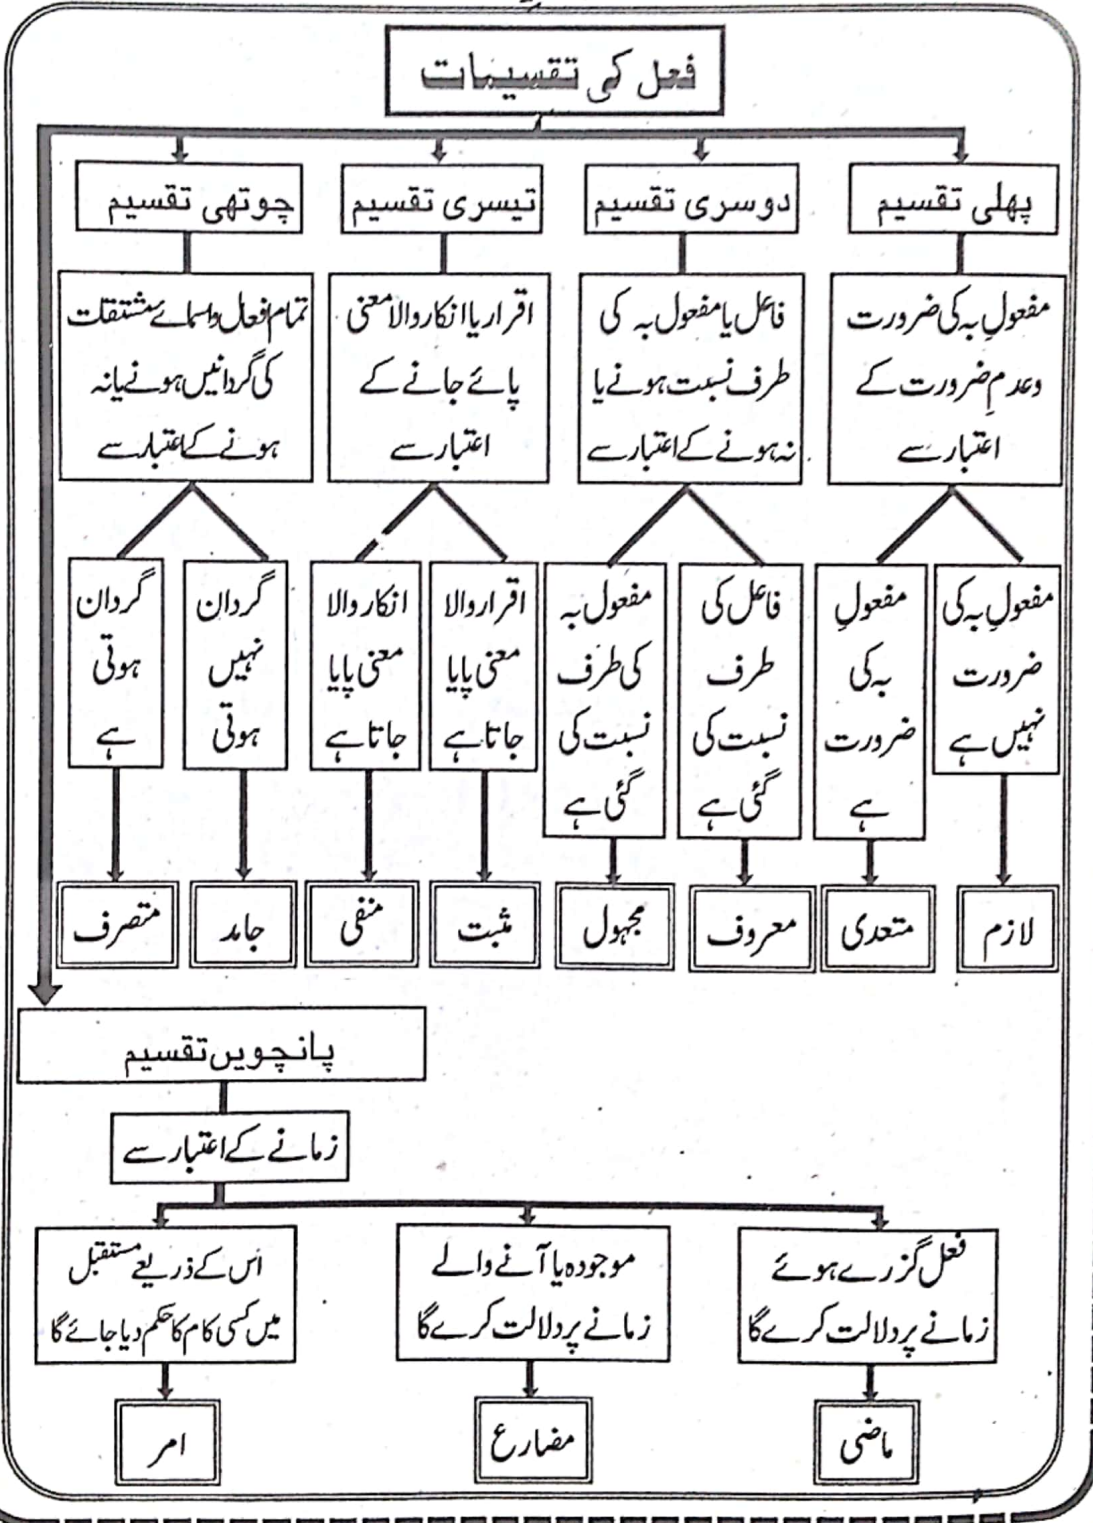 فعل کی تقسیمات
پہلی تقسیم
مفعولِ بہ کی ضرورت
وعدمِ ضرورت کے
اعتبار سے
مفعولِ بہ کی
ضرورت
نہیں ہے
لازم
مفعولِ
بہ کی
ضرورت
ہے
متعدی
دوسری تقسیم
فاعل یا مفعول بہ کی
طرف نسبت ہونے یا
نہ ہونے کے اعتبار سے
فاعل کی
طرف
نسبت کی
گئی ہے
معروف
مفعول بہ
کی طرف
نسبت کی
گئی ہے
مجہول
تیسری تقسیم
اقرار یا انکار والا معنی
پائے جانے کے
اعتبار سے
اقرار والا
معنی پایا
جاتا ہے
مثبت
انکار والا
معنی پایا
جاتا ہے
منفی
چوتھی تقسیم
تمام افعال واسمائے مشتقات
کی گردانیں ہونے یا نہ
ہونے کے اعتبار سے
گردان
نہیں
ہوتی
جامد
گردان
ہوتی
ہے
متصرف
پانچویں تقسیم
زمانے کے اعتبار سے
فعل گزرے ہوئے
زمانے پر دلالت کرے گا
ماضی
موجودہ یا آنے والے
زمانے پر دلالت کرے گا
مضارع
اُس کے ذریعے مستقبل
میں کسی کام کا حکم دیا جائے گا
امر